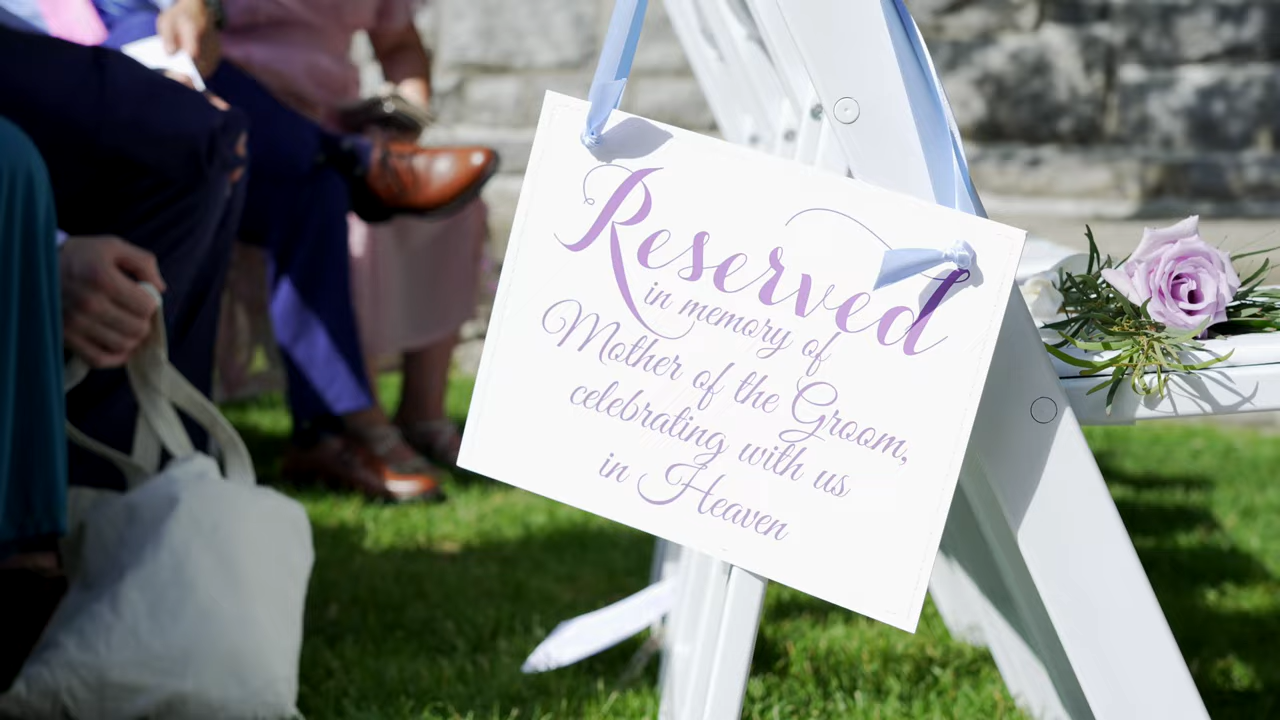 Reserved
in memory of
Mother of the Groom,
celebrating with us
in Heaven